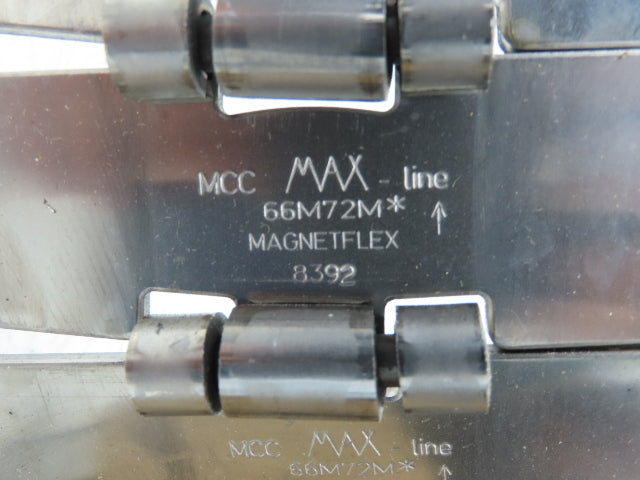 MCC MAX - line
66M72M* ↑
MAGNETFLEX
8392
MCC MAX - line
66M72M* ↑